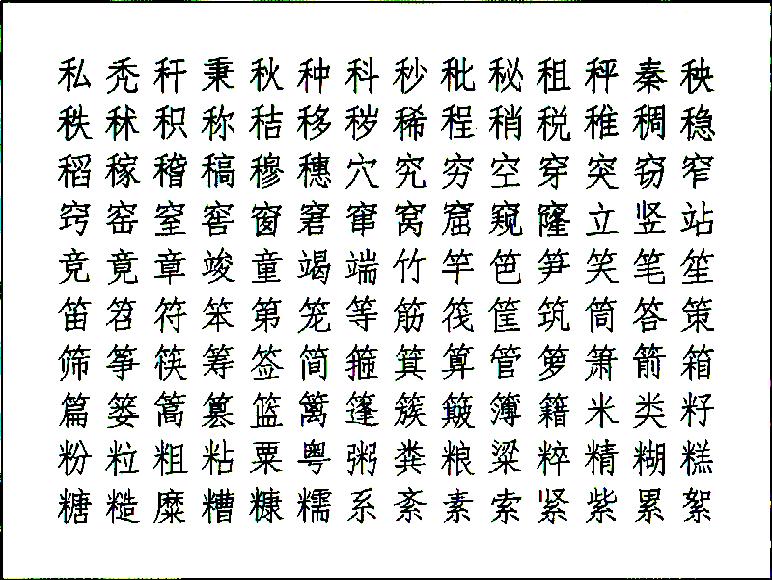 私秃秆秉秋种科秒秕秘租秤秦秧
秩秫积称秸移秽稀程稍税稚稠稳
稻稼稽稿穆穗穴究穷空穿突窃窄
窍窑窒窖窗窘窜窝窟窥窿立竖站
竞竟章竣童竭端竹竿笆笋笑笔笙
笛笤符笨第笼等筋筏筐筑筒答策
筛筝筷筹签简箍箕算管箩箫箭箱
篇篓篙篡篮篱篷簇簸簿籍米类籽
粉粒粗粘粟粤粥粪粮粱粹精糊糕
糖糙糜糟糠糯系紊素索紧紫累絮